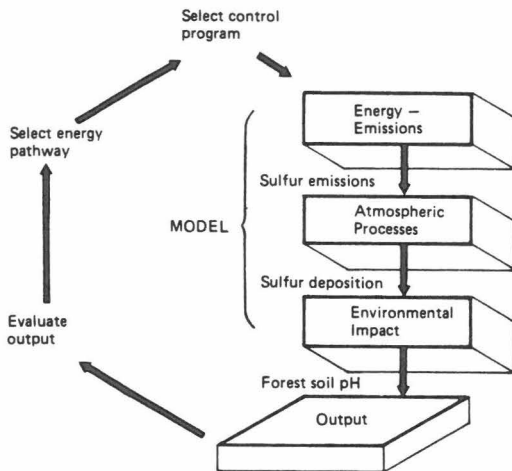 Select control
program
Energy –
Emissions
Select energy
pathway
Sulfur emissions
MODEL
Atmospheric
Processes
Sulfur deposition
Evaluate
output
Environmental
Impact
Forest soil pH
Output